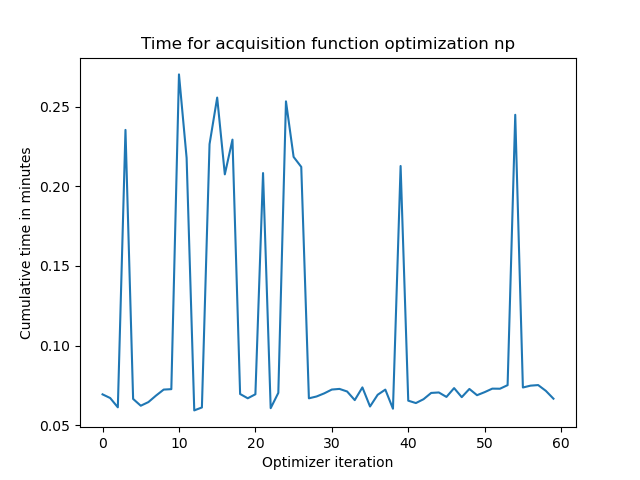 Time for acquisition function optimization np
Cumulative time in minutes
0.25
0.20
0.15
0.10
0.05
0 10 20 30 40 50 60
Optimizer iteration